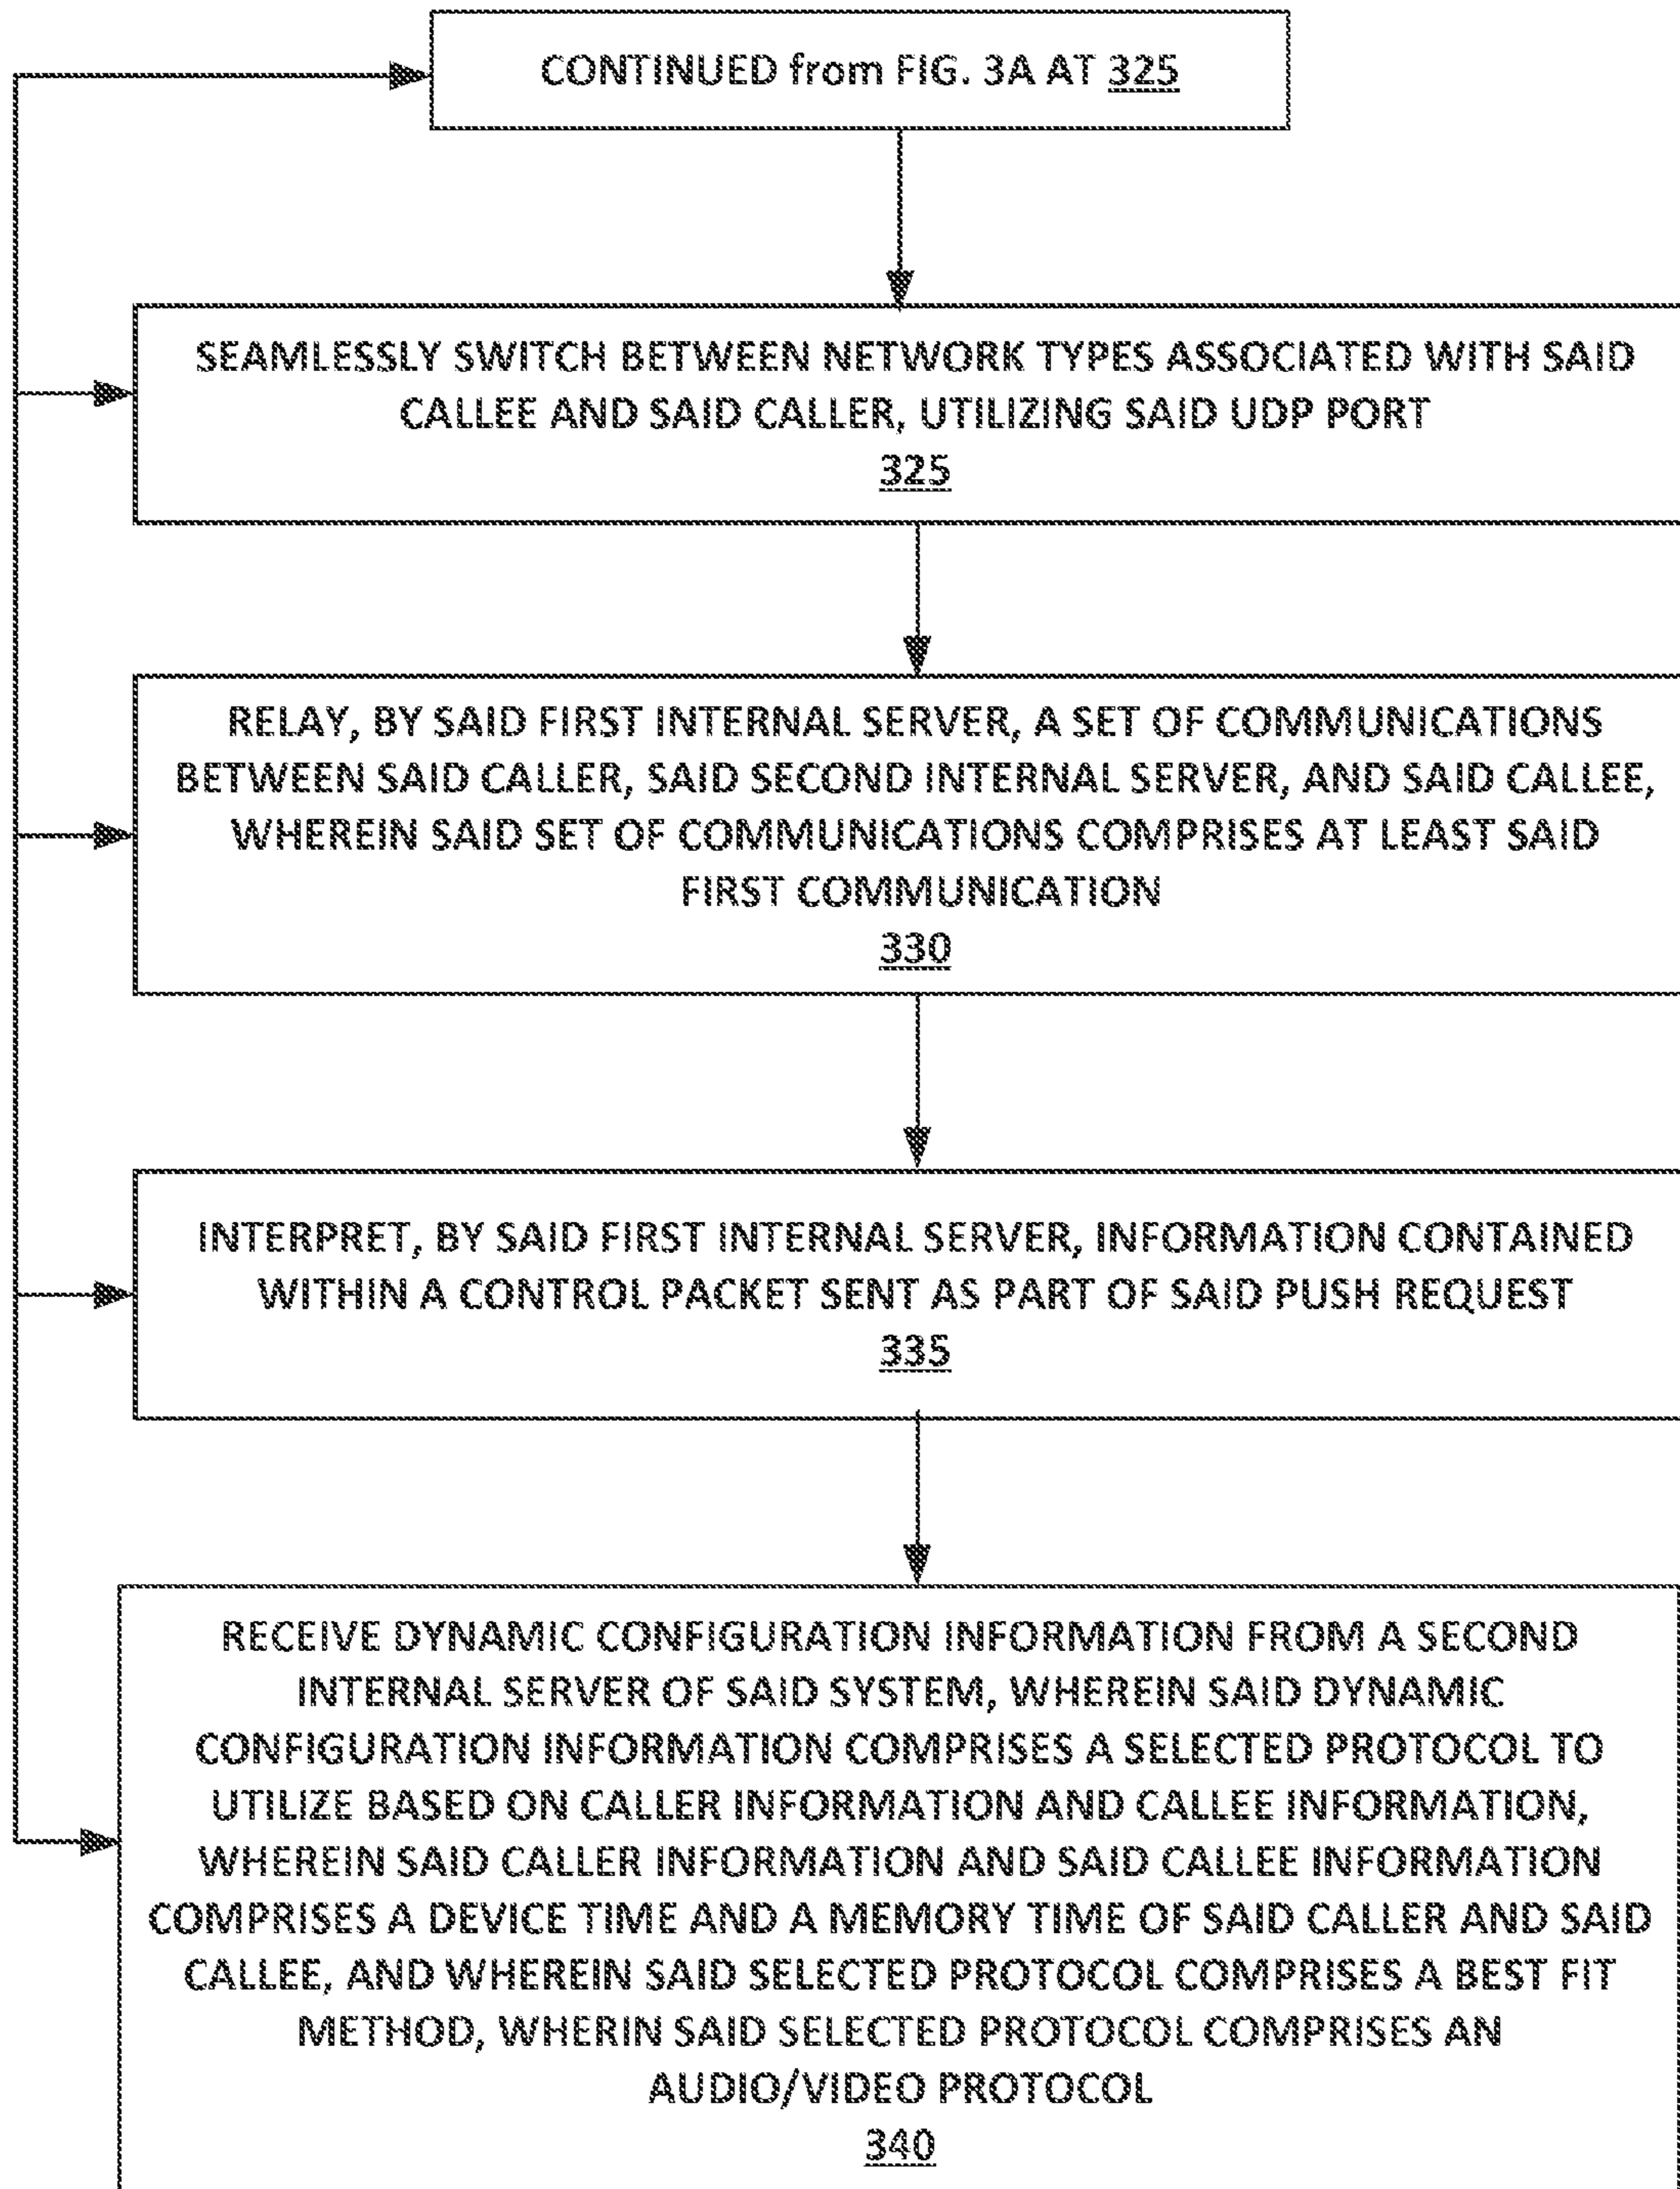 CONTINUED from FIG. 3A AT 325
SEAMLESSLY SWITCH BETWEEN NETWORK TYPES ASSOCIATED WITH SAID
CALLEE AND SAID CALLER, UTILIZING SAID UDP PORT
325
RELAY, BY SAID FIRST INTERNAL SERVER, A SET OF COMMUNICATIONS
BETWEEN SAID CALLER, SAID SECOND INTERNAL SERVER, AND SAID CALLEE,
WHEREIN SAID SET OF COMMUNICATIONS COMPRISES AT LEAST SAID
FIRST COMMUNICATION
330
INTERPRET, BY SAID FIRST INTERNAL SERVER, INFORMATION CONTAINED
WITHIN A CONTROL PACKET SENT AS PART OF SAID PUSH REQUEST
335
RECEIVE DYNAMIC CONFIGURATION INFORMATION FROM A SECOND
INTERNAL SERVER OF SAID SYSTEM, WHEREIN SAID DYNAMIC
CONFIGURATION INFORMATION COMPRISES A SELECTED PROTOCOL TO
UTILIZE BASED ON CALLER INFORMATION AND CALLEE INFORMATION,
WHEREIN SAID CALLER INFORMATION AND SAID CALLEE INFORMATION
COMPRISES A DEVICE TIME AND A MEMORY TIME OF SAID CALLER AND SAID
CALLEE, AND WHEREIN SAID SELECTED PROTOCOL COMPRISES A BEST FIT
METHOD, WHERIN SAID SELECTED PROTOCOL COMPRISES AN
AUDIO/VIDEO PROTOCOL
340